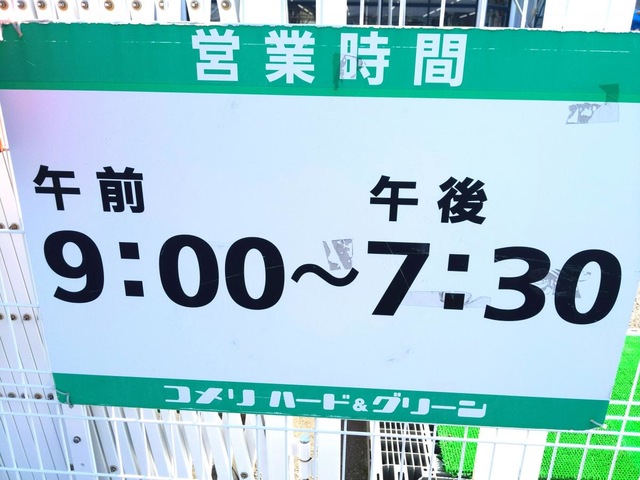 営業時間
午前 午後
9:00～7:30
コメリ ハード&グリーン